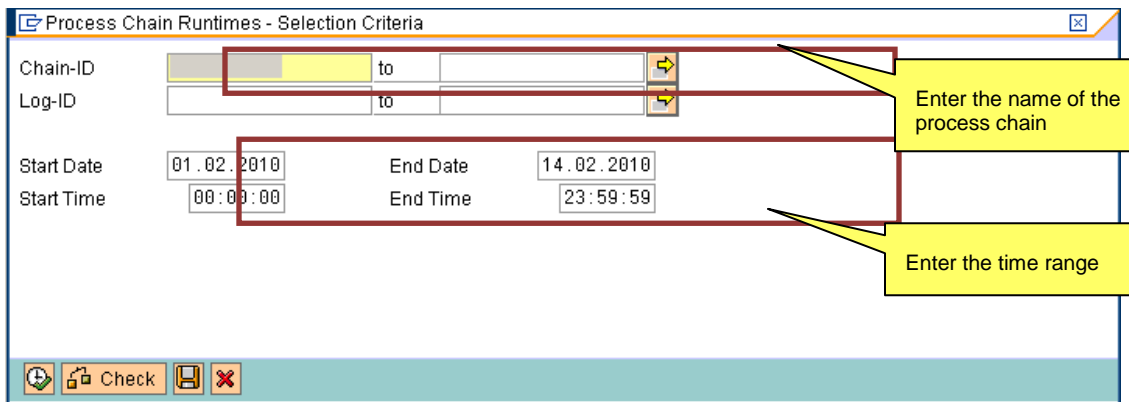 Process Chain Runtimes - Selection Criteria
Chain-ID to
Log-ID to
Enter the name of the
process chain
Start Date 01.02.2010 End Date 14.02.2010
Start Time 00:00:00 End Time 23:59:59
Enter the time range
Check